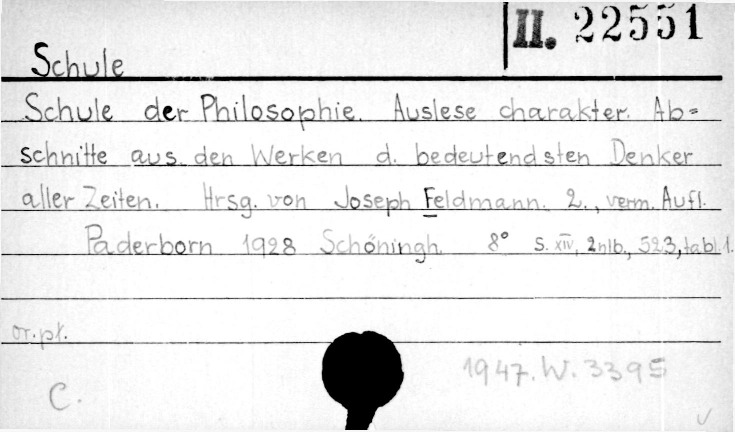 II. 22551
Schule
Schule der Philosophie. Auslese charakter. Ab=
schnitte aus den Werken d. bedeutendsten Denker
aller Zeiten. Hrsg. von Joseph Feldmann. 2., verm. Aufl.
Paderborn 1928 Schöningh. 8° S. XIV, 2nlb., 523, tabl. 1.
or. pł.
1947. W. 3395
C.